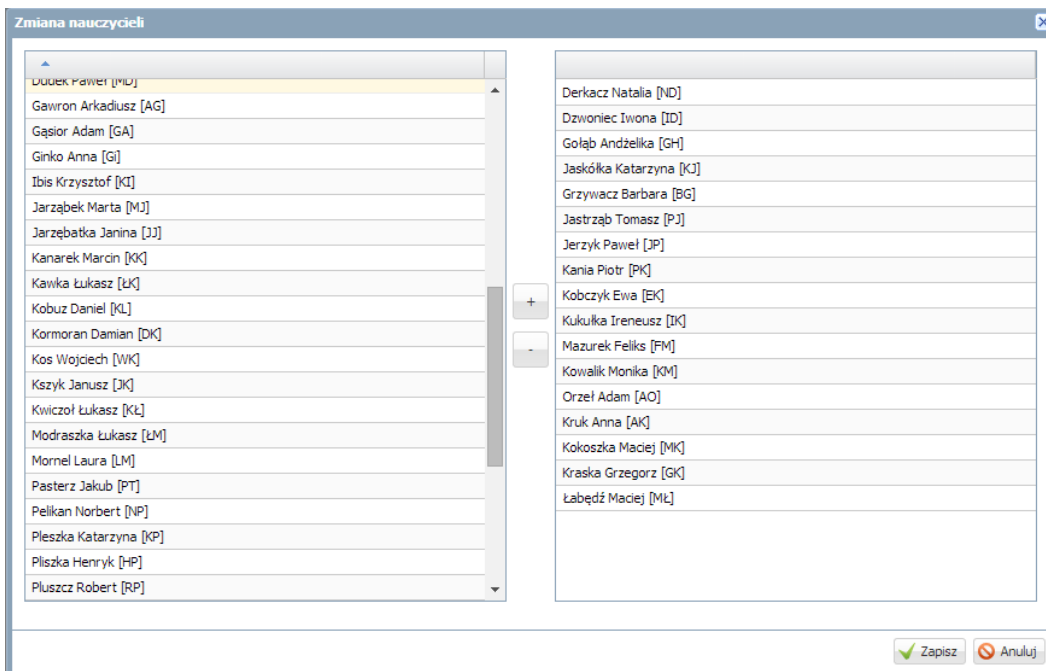 Zmiana nauczycieli
Dudek Paweł [MD]
Gawron Arkadiusz [AG]
Gąsior Adam [GA]
Ginko Anna [Gi]
Ibis Krzysztof [KI]
Jarząbek Marta [MJ]
Jarzębatka Janina [JJ]
Kanarek Marcin [KK]
Kawka Łukasz [ŁK]
Kobuz Daniel [KL]
Kormoran Damian [DK]
Kos Wojciech [WK]
Kszyk Janusz [JK]
Kwiczoł Łukasz [KŁ]
Modraszka Łukasz [ŁM]
Mornel Laura [LM]
Pasterz Jakub [PT]
Pelikan Norbert [NP]
Pleszka Katarzyna [KP]
Pliszka Henryk [HP]
Pluszcz Robert [RP]
+
-
Derkacz Natalia [ND]
Dzwoniec Iwona [ID]
Gołąb Andżelika [GH]
Jaskółka Katarzyna [KJ]
Grzywacz Barbara [BG]
Jastrząb Tomasz [PJ]
Jerzyk Paweł [JP]
Kania Piotr [PK]
Kobczyk Ewa [EK]
Kukułka Ireneusz [IK]
Mazurek Feliks [FM]
Kowalik Monika [KM]
Orzeł Adam [AO]
Kruk Anna [AK]
Kokoszka Maciej [MK]
Kraska Grzegorz [GK]
Łabędź Maciej [MŁ]
Zapisz
Anuluj